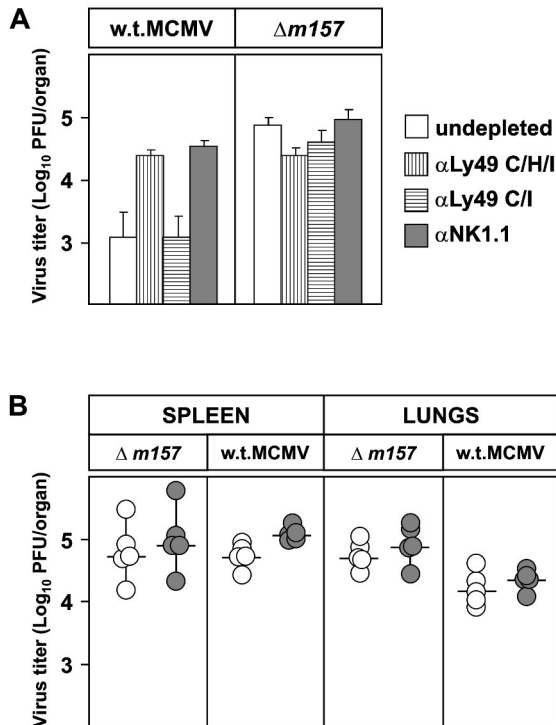 A
w.t.MCMV Δm157
Virus titer (Log10 PFU/organ)
5
4
3
undepleted
αLy49 C/H/I
αLy49 C/I
αNK1.1
B
SPLEEN LUNGS
Δ m157 w.t.MCMV Δ m157 w.t.MCMV
Virus titer (Log10 PFU/organ)
5
4
3